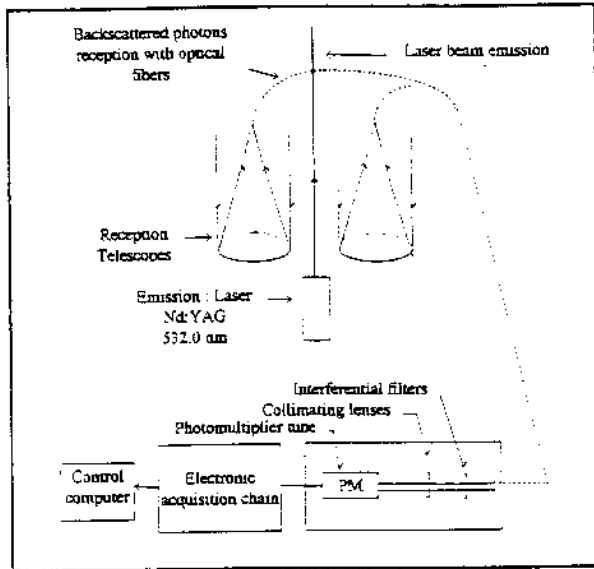 Backscattered photons
reception with optical
fibers
Laser beam emission
Reception
Telescopes
Emission : Laser
Nd:YAG
532.0 nm
Interferential filters
Collimating lenses
Photomultiplier tube
Control
computer
Electronic
acquisition chain
PM